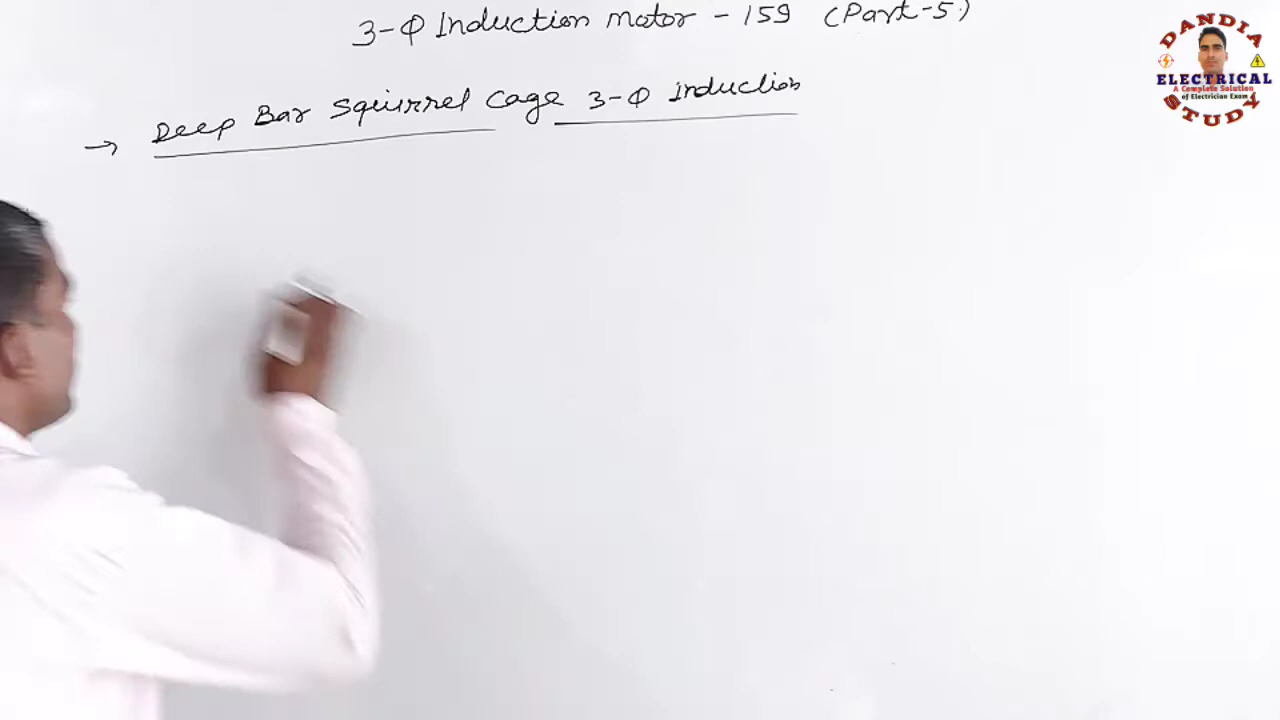 3-Φ Induction motor - 159 (Part-5)
→ Deep Bar Squirrel Cage 3-Φ Induction
DANDIA
ELECTRICAL
A Complete Solution
of Electrician Exam
STUDY